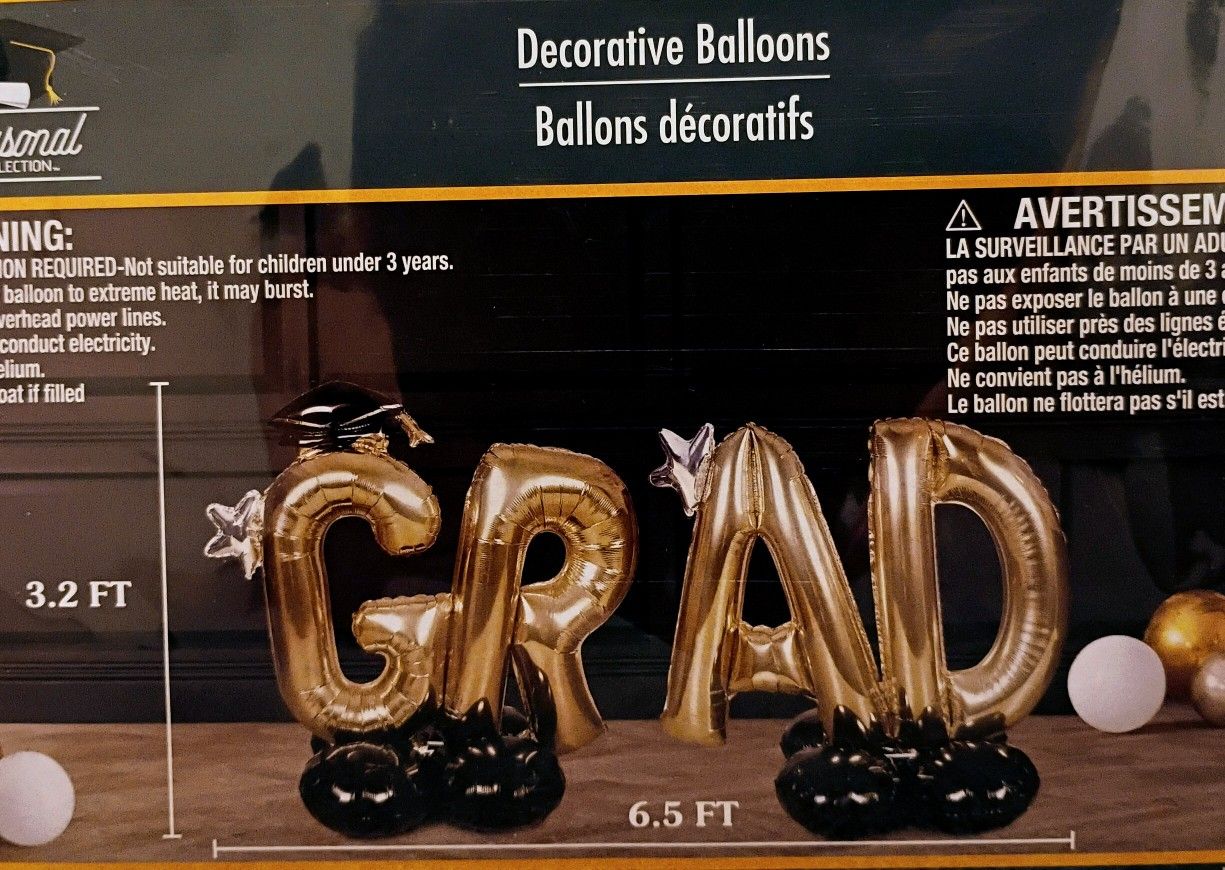 Decorative Balloons
Ballons décoratifs
sonal
LECTION™
NING:
ION REQUIRED-Not suitable for children under 3 years.
balloon to extreme heat, it may burst.
verhead power lines.
conduct electricity.
elium.
oat if filled
⚠ AVERTISSEM
LA SURVEILLANCE PAR UN ADU
pas aux enfants de moins de 3 a
Ne pas exposer le ballon à une
Ne pas utiliser près des lignes é
Ce ballon peut conduire l'électri
Ne convient pas à l'hélium.
Le ballon ne flottera pas s'il est
3.2 FT
GRAD
6.5 FT